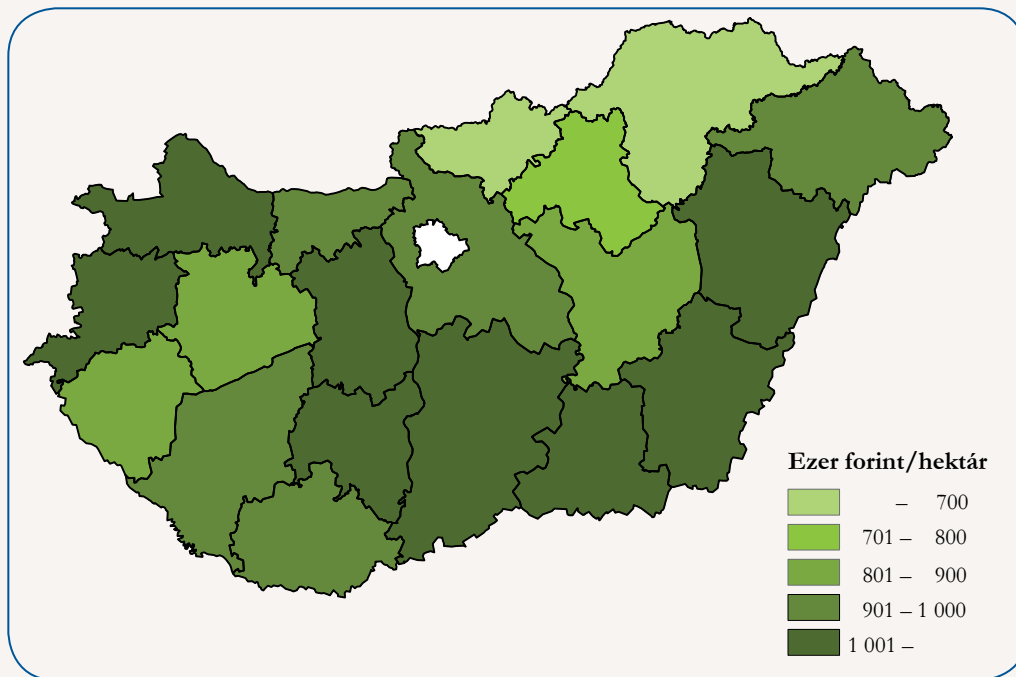 Ezer forint/hektár
– 700
701 – 800
801 – 900
901 – 1 000
1 001 –